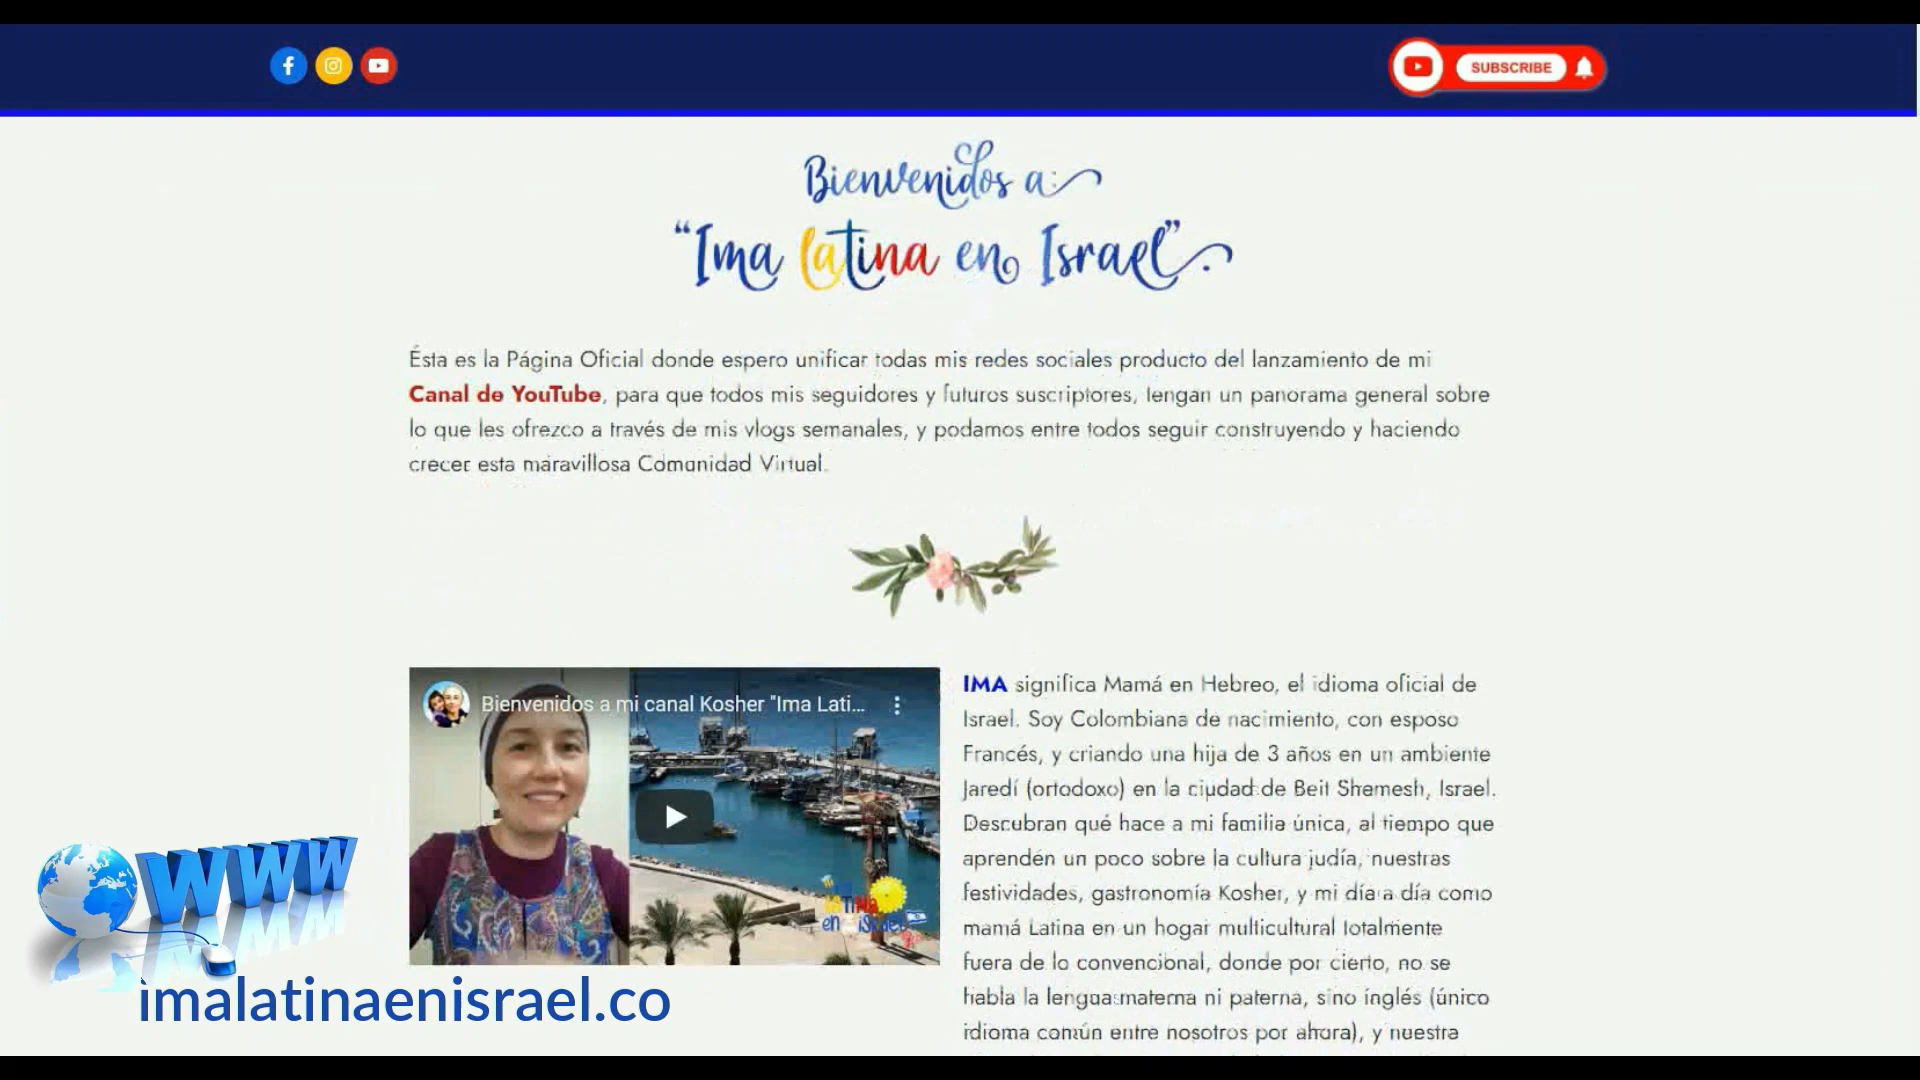 SUBSCRIBE
Bienvenidos a:
"Ima latina en Israel".
Ésta es la Página Oficial donde espero unificar todas mis redes sociales producto del lanzamiento de mi
Canal de YouTube, para que todos mis seguidores y futuros suscriptores, tengan un panorama general sobre
lo que les ofrezco a través de mis vlogs semanales, y podamos entre todos seguir construyendo y haciendo
crecer esta maravillosa Comunidad Virtual.
Bienvenidos a mi canal Kosher "Ima Lati...
LATINA
en israel
IMA significa Mamá en Hebreo, el idioma oficial de
Israel. Soy Colombiana de nacimiento, con esposo
Francés, y criando una hija de 3 años en un ambiente
Jaredí (ortodoxo) en la ciudad de Beit Shemesh, Israel.
Descubran qué hace a mi familia única, al tiempo que
aprenden un poco sobre la cultura judía, nuestras
festividades, gastronomía Kosher, y mi día a día como
mamá Latina en un hogar multicultural totalmente
fuera de lo convencional, donde por cierto, no se
habla la lengua materna ni paterna, sino inglés (único
idioma común entre nosotros por ahora), y nuestra
WWW
imalatinaenisrael.co